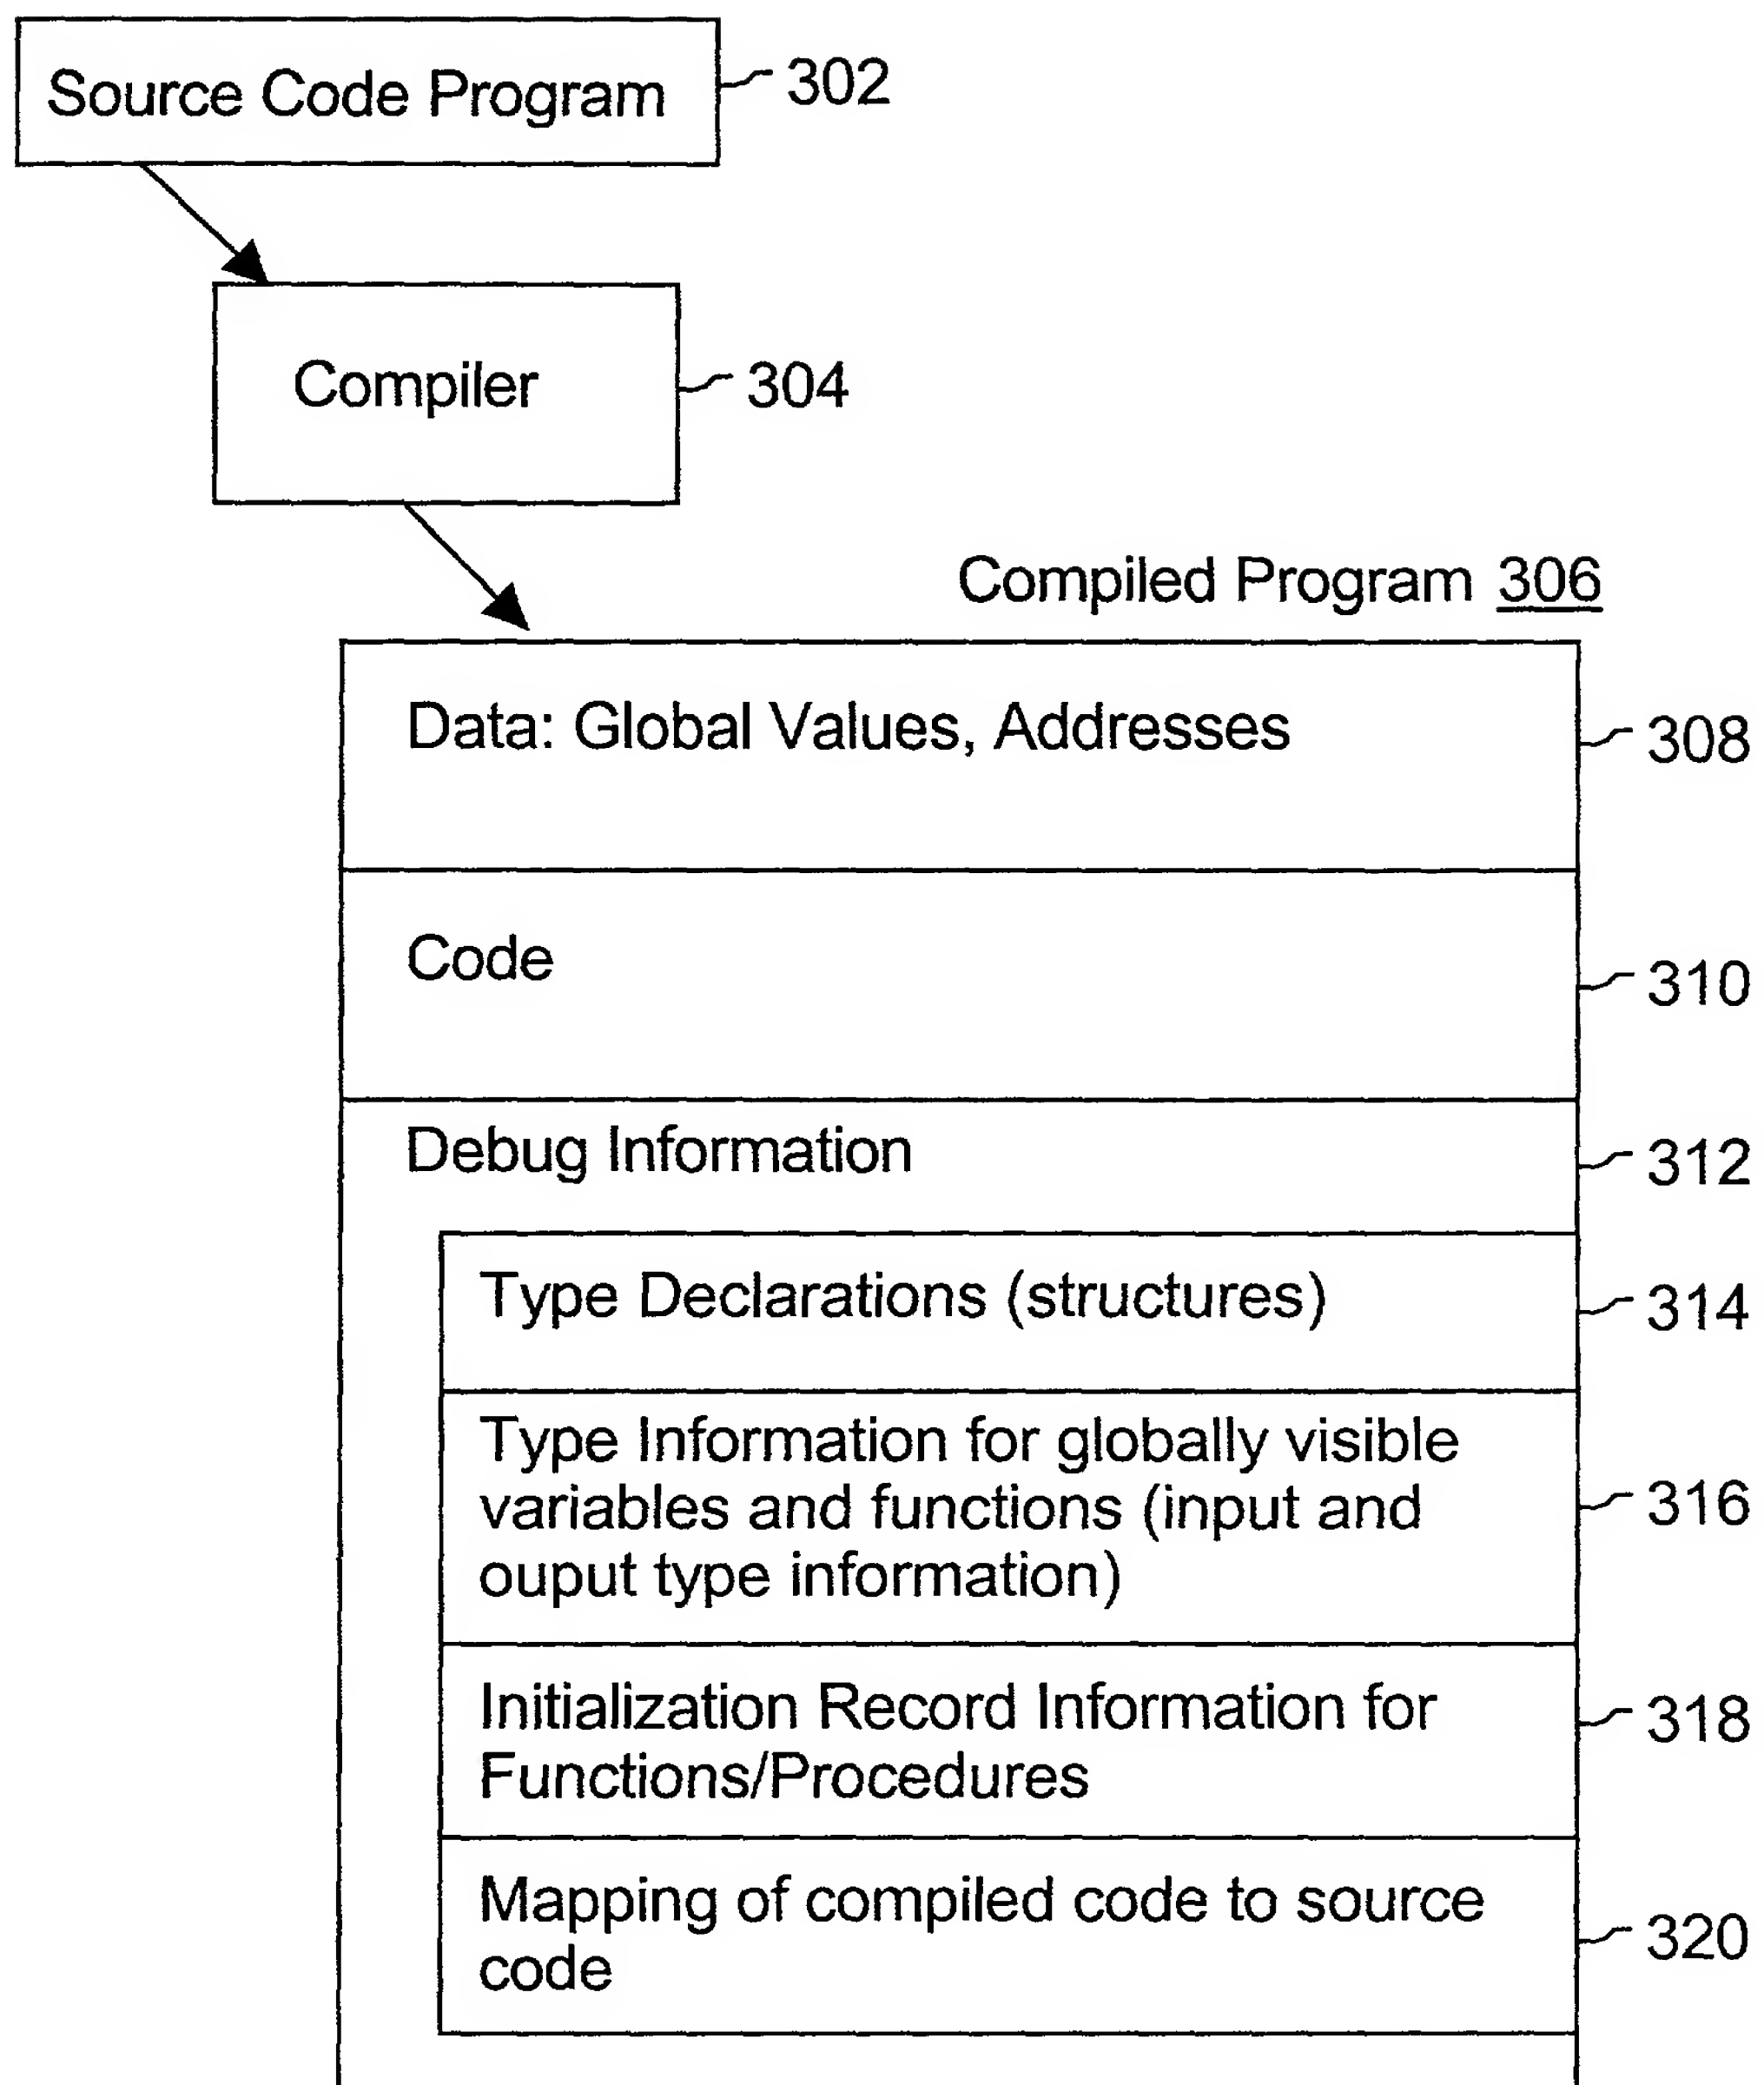 Source Code Program
302
Compiler
304
Compiled Program 306
Data: Global Values, Addresses
308
Code
310
Debug Information
312
Type Declarations (structures)
314
Type Information for globally visible
variables and functions (input and
ouput type information)
316
Initialization Record Information for
Functions/Procedures
318
Mapping of compiled code to source
code
320